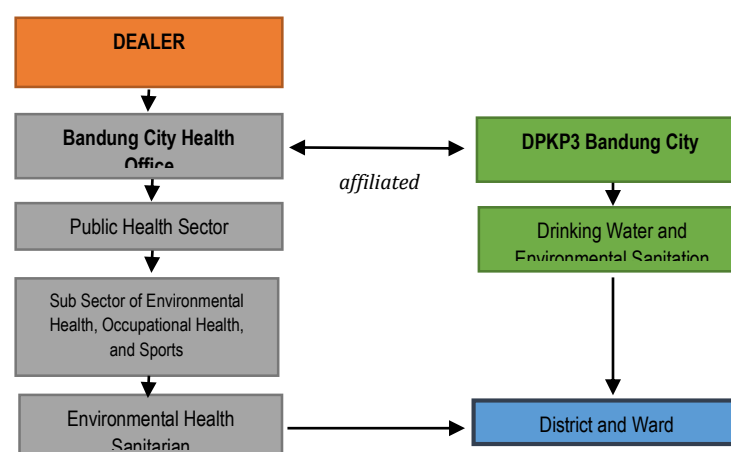 DEALER
Bandung City Health
Office
DPKP3 Bandung City
affiliated
Public Health Sector
Drinking Water and
Environmental Sanitation
Sub Sector of Environmental
Health, Occupational Health,
and Sports
Environmental Health
Sanitarian
District and Ward